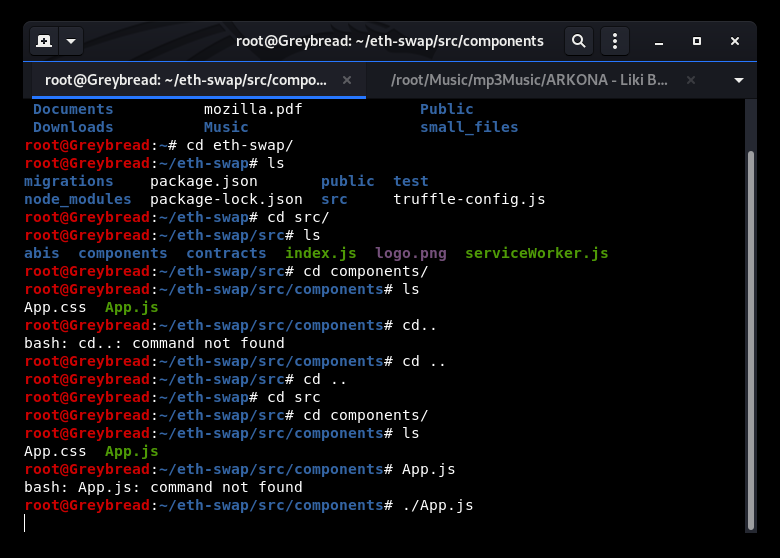 root@Greybread: ~/eth-swap/src/components
root@Greybread: ~/eth-swap/src/compo...
/root/Music/mp3Music/ARKONA - Liki B...
Documents mozilla.pdf Public
Downloads Music small_files
root@Greybread:~# cd eth-swap/
root@Greybread:~/eth-swap# ls
migrations package.json public test
node_modules package-lock.json src truffle-config.js
root@Greybread:~/eth-swap# cd src/
root@Greybread:~/eth-swap/src# ls
abis components contracts index.js logo.png serviceWorker.js
root@Greybread:~/eth-swap/src# cd components/
root@Greybread:~/eth-swap/src/components# ls
App.css App.js
root@Greybread:~/eth-swap/src/components# cd..
bash: cd..: command not found
root@Greybread:~/eth-swap/src/components# cd ..
root@Greybread:~/eth-swap/src# cd ..
root@Greybread:~/eth-swap# cd src
root@Greybread:~/eth-swap/src# cd components/
root@Greybread:~/eth-swap/src/components# ls
App.css App.js
root@Greybread:~/eth-swap/src/components# App.js
bash: App.js: command not found
root@Greybread:~/eth-swap/src/components# ./App.js